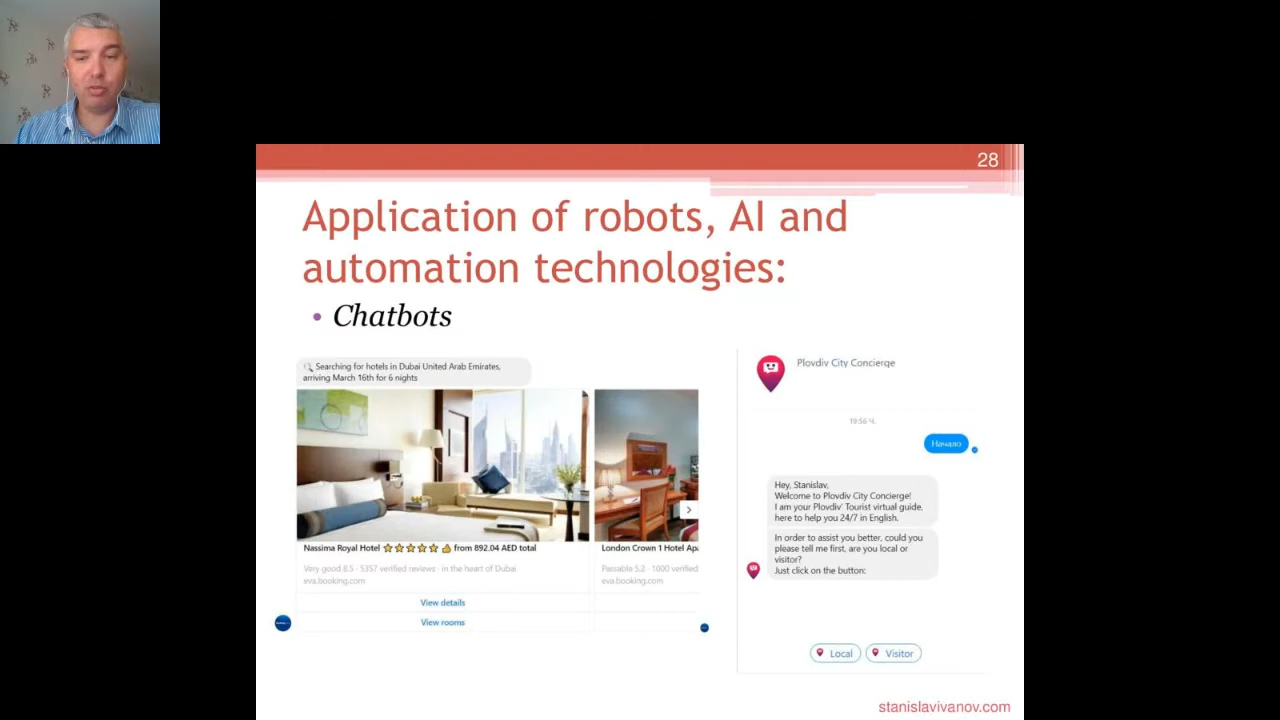 28
Application of robots, AI and
automation technologies:
• Chatbots
Searching for hotels in Dubai United Arab Emirates,
arriving March 16th for 6 nights
Nassima Royal Hotel ⭐⭐⭐⭐⭐ 👍 from 892.04 AED total
Very good 8.5 · 5357 verified reviews · in the heart of Dubai
eva.booking.com
View details
View rooms
London Crown 1 Hotel Apa
Passable 5.2 · 1000 verified
eva.booking.com
Plovdiv City Concierge
19:56 Ч.
Начало
Hey, Stanislav,
Welcome to Plovdiv City Concierge!
I am your Plovdiv' Tourist virtual guide,
here to help you 24/7 in English.
In order to assist you better, could you
please tell me first, are you local or
visitor?
Just click on the button:
Local
Visitor
stanislavivanov.com